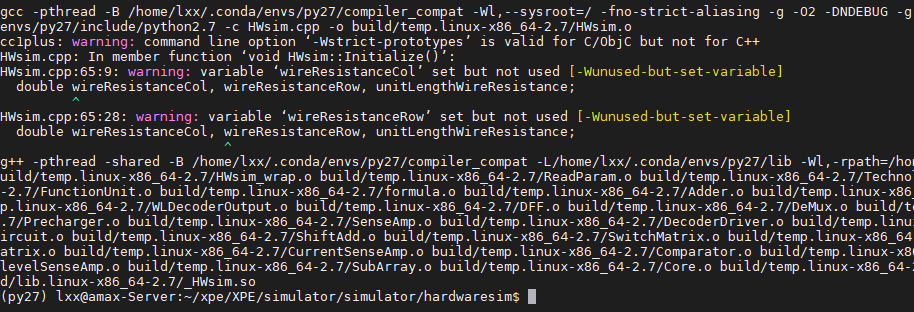 gcc -pthread -B /home/lxx/.conda/envs/py27/compiler_compat -Wl,--sysroot=/ -fno-strict-aliasing -g -O2 -DNDEBUG -g
envs/py27/include/python2.7 -c HWsim.cpp -o build/temp.linux-x86_64-2.7/HWsim.o
cc1plus: warning: command line option ‘-Wstrict-prototypes’ is valid for C/ObjC but not for C++
HWsim.cpp: In member function ‘void HWsim::Initialize()’:
HWsim.cpp:65:9: warning: variable ‘wireResistanceCol’ set but not used [-Wunused-but-set-variable]
double wireResistanceCol, wireResistanceRow, unitLengthWireResistance;
^
HWsim.cpp:65:28: warning: variable ‘wireResistanceRow’ set but not used [-Wunused-but-set-variable]
double wireResistanceCol, wireResistanceRow, unitLengthWireResistance;
^
g++ -pthread -shared -B /home/lxx/.conda/envs/py27/compiler_compat -L/home/lxx/.conda/envs/py27/lib -Wl,-rpath=/ho
uild/temp.linux-x86_64-2.7/HWsim_wrap.o build/temp.linux-x86_64-2.7/ReadParam.o build/temp.linux-x86_64-2.7/Techno
-2.7/FunctionUnit.o build/temp.linux-x86_64-2.7/formula.o build/temp.linux-x86_64-2.7/Adder.o build/temp.linux-x86
p.linux-x86_64-2.7/WLDecoderOutput.o build/temp.linux-x86_64-2.7/DFF.o build/temp.linux-x86_64-2.7/DeMux.o build/t
.7/Precharger.o build/temp.linux-x86_64-2.7/SenseAmp.o build/temp.linux-x86_64-2.7/DecoderDriver.o build/temp.linu
ircuit.o build/temp.linux-x86_64-2.7/ShiftAdd.o build/temp.linux-x86_64-2.7/SwitchMatrix.o build/temp.linux-x86_64
atrix.o build/temp.linux-x86_64-2.7/CurrentSenseAmp.o build/temp.linux-x86_64-2.7/Comparator.o build/temp.linux-x8
levelSenseAmp.o build/temp.linux-x86_64-2.7/SubArray.o build/temp.linux-x86_64-2.7/Core.o build/temp.linux-x86_64-
d/lib.linux-x86_64-2.7/_HWsim.so
(py27) lxx@amax-Server:~/xpe/XPE/simulator/simulator/hardwaresim$